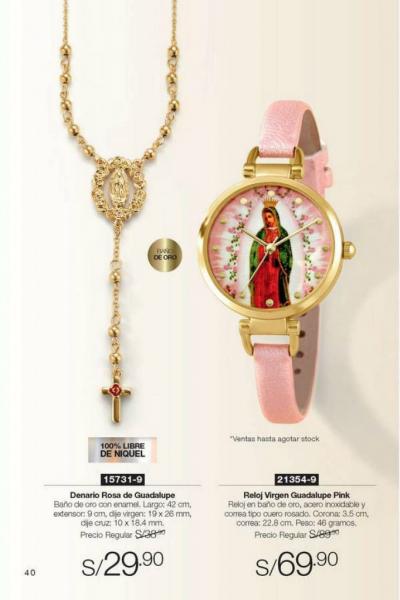 BAÑO
DE ORO
100% LIBRE
DE NIQUEL
15731-9
Denario Rosa de Guadalupe
Baño de oro con enamel. Largo: 42 cm,
extensor: 9 cm, dije virgen: 19 x 26 mm,
dije cruz: 10 x 18.4 mm.
Precio Regular S/38.90
S/29.90
*Ventas hasta agotar stock
21354-9
Reloj Virgen Guadalupe Pink
Reloj en baño de oro, acero inoxidable y
correa tipo cuero rosado. Corona: 3.5 cm,
correa: 22.8 cm. Peso: 46 gramos.
Precio Regular S/89.90
S/69.90
40